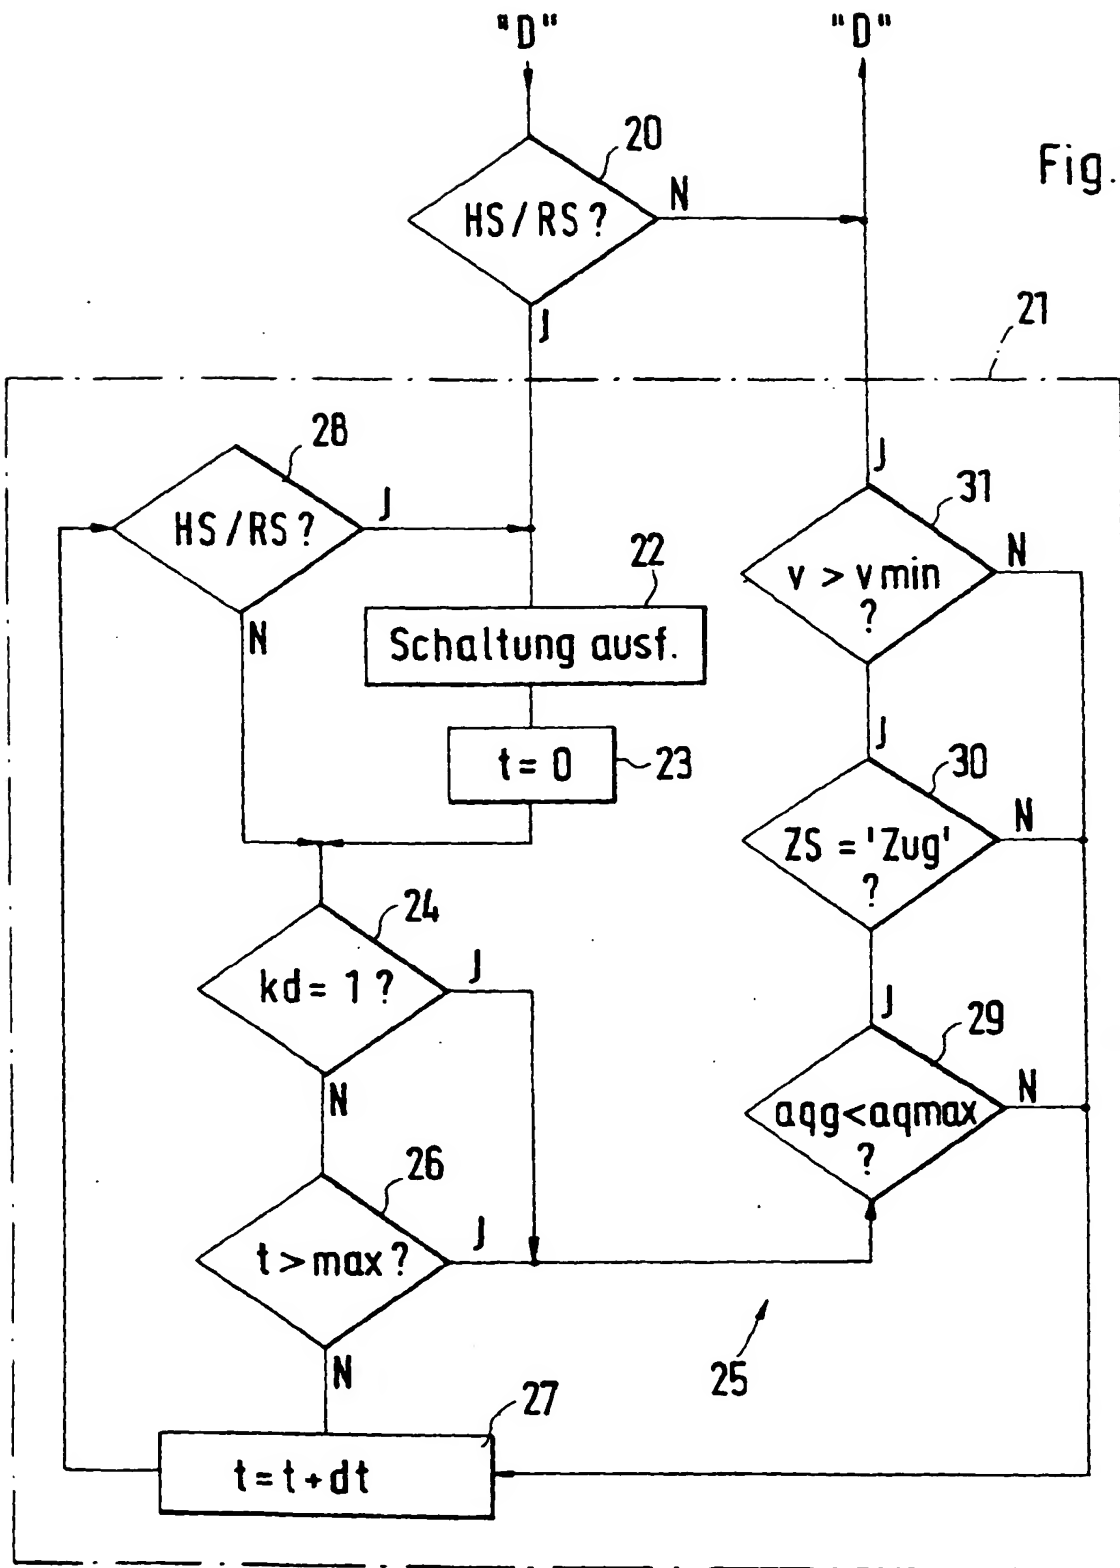 "D"
"D"
20
Fig.
HS/RS?
N
J
21
28
HS/RS?
J
N
22
Schaltung ausf.
t=0
23
J
31
v > vmin
?
N
J
30
ZS = 'Zug'
?
N
24
kd=1?
J
N
J
29
aqg<aqmax
?
N
26
t>max?
J
N
25
27
t=t+dt